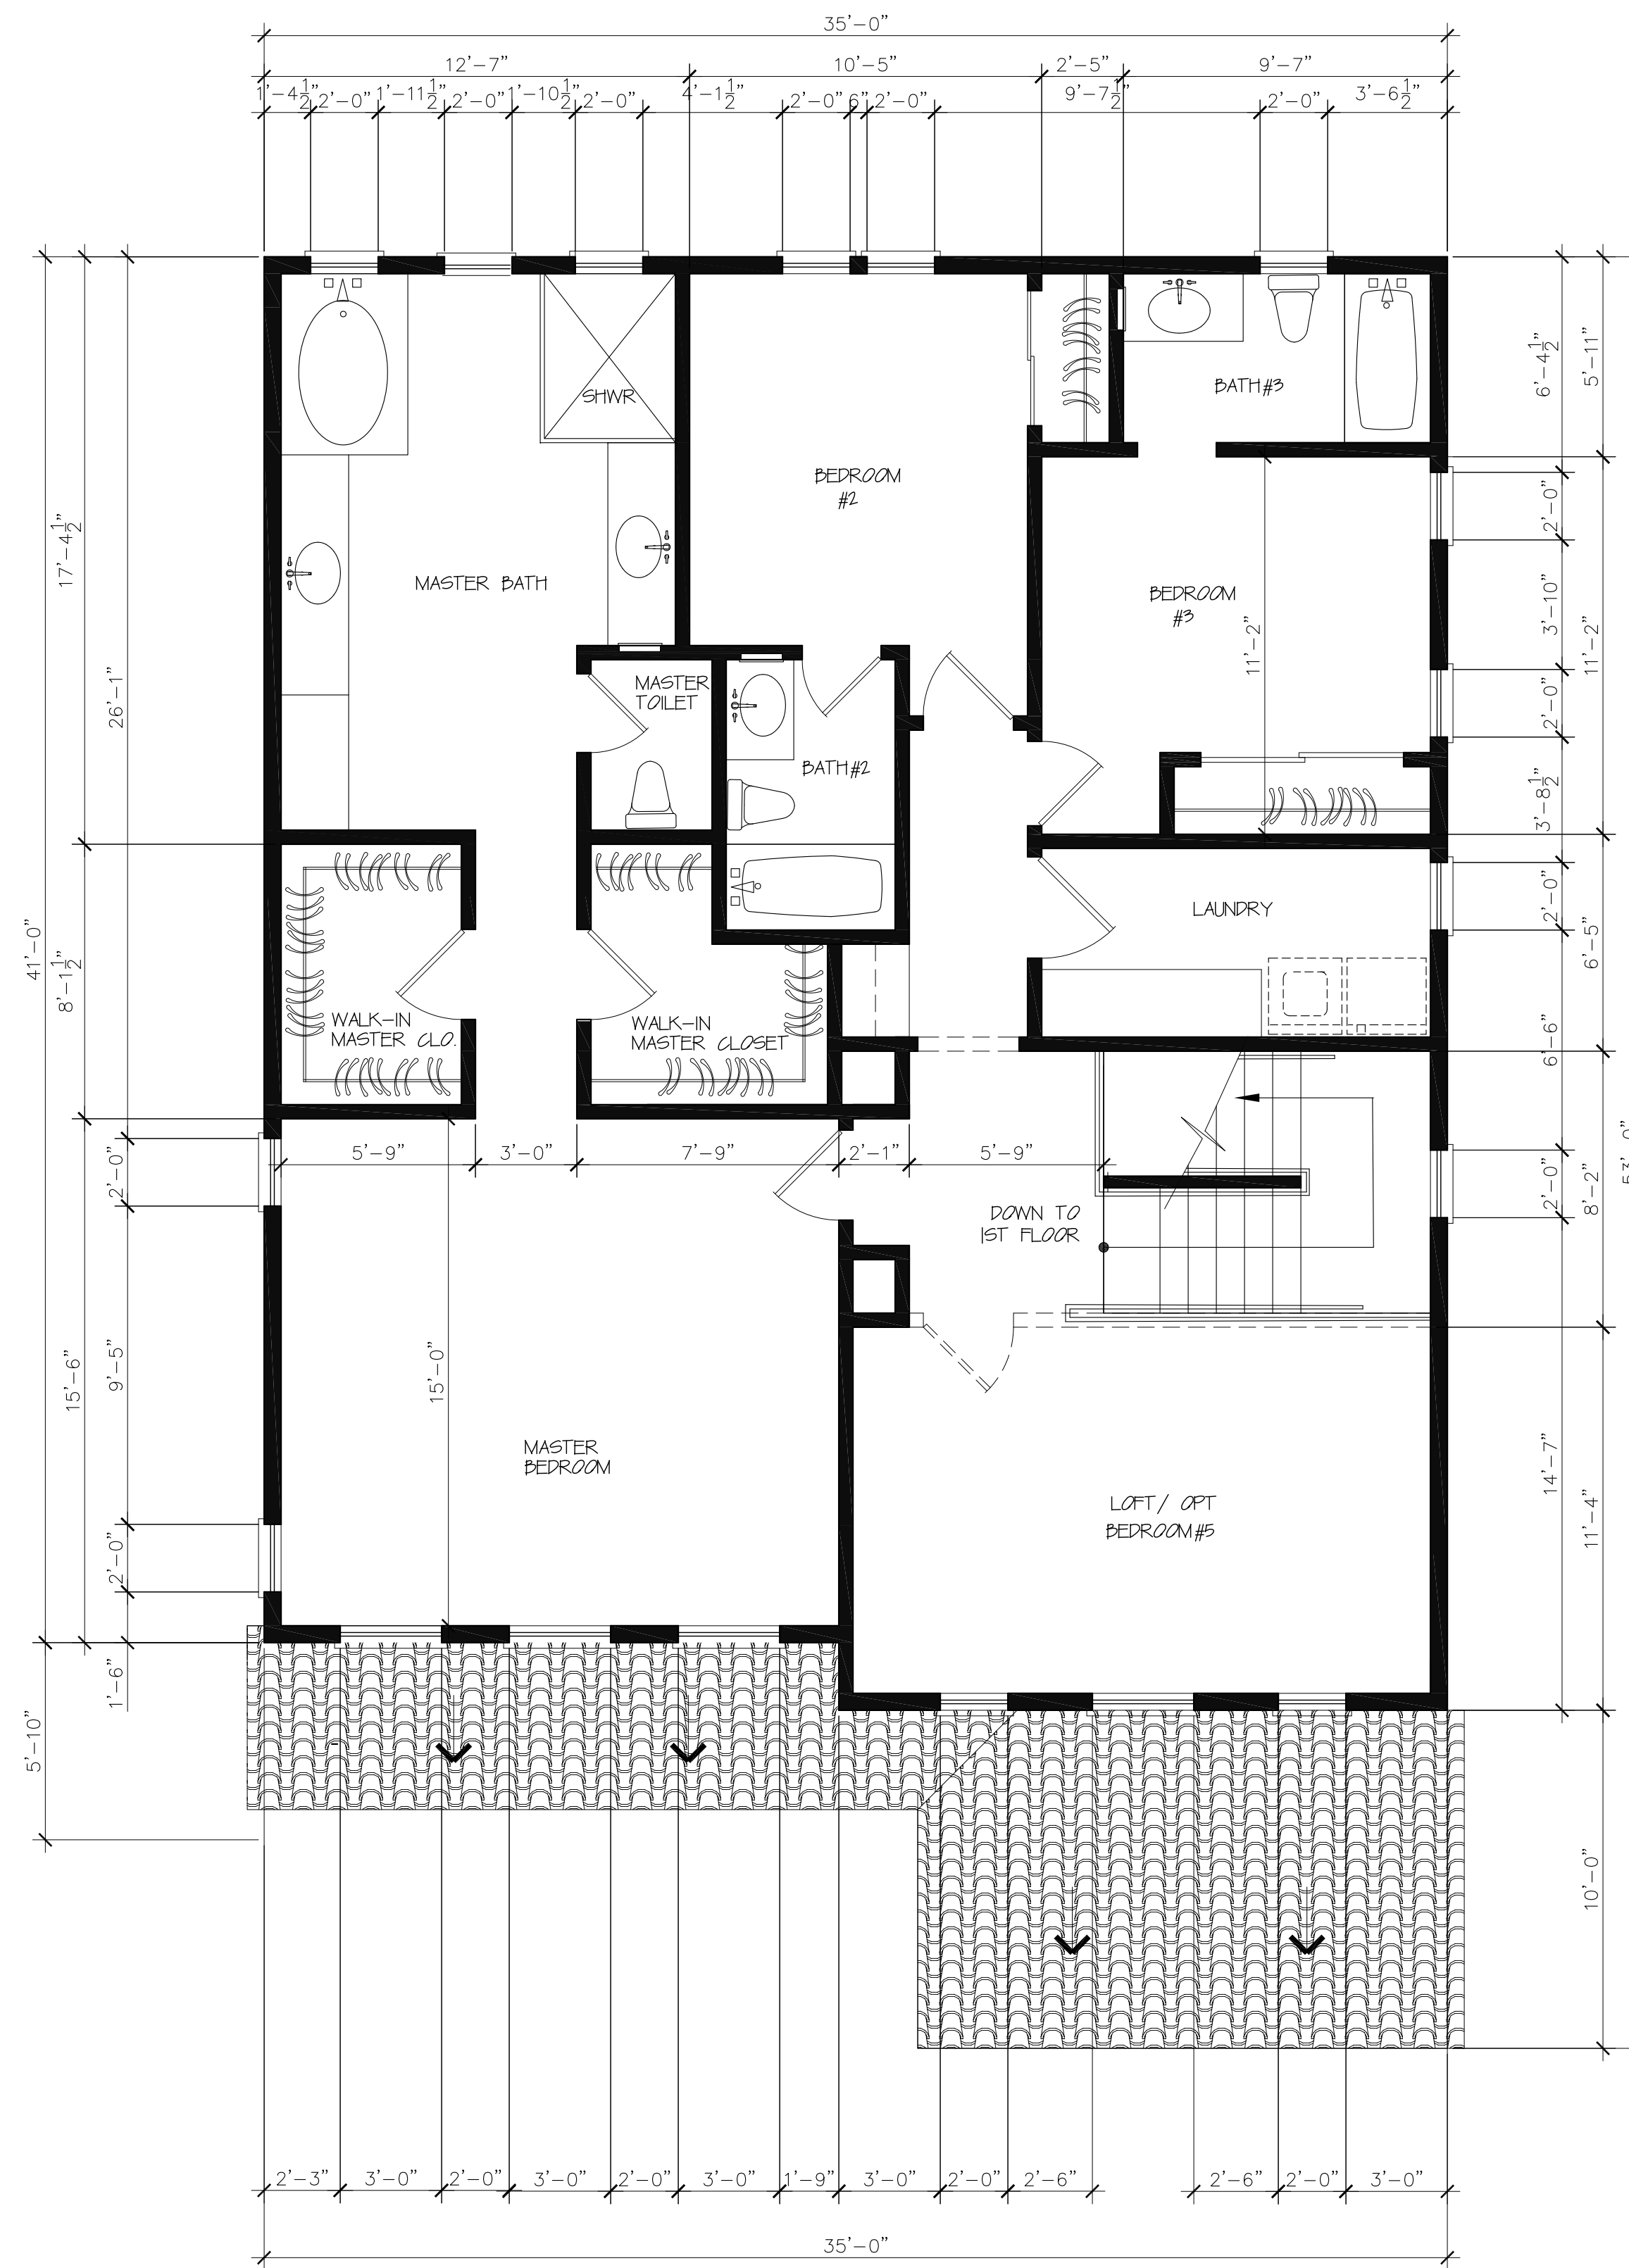 35'-0"
12'-7" 10'-5" 2'-5" 9'-7"
1'-4½" 2'-0" 1'-11½" 2'-0" 1'-10½" 2'-0" 4'-1½" 2'-0" 6" 2'-0" 9'-7½" 2'-0" 3'-6½"
SHWR
BATH#3
BEDROOM
#2
MASTER BATH
BEDROOM
#3
11'-2"
MASTER
TOILET
BATH#2
LAUNDRY
WALK-IN
MASTER CLO.
WALK-IN
MASTER CLOSET
5'-9" 3'-0" 7'-9" 2'-1" 5'-9"
DOWN TO
1ST FLOOR
15'-0"
MASTER
BEDROOM
LOFT/ OPT
BEDROOM#5
41'-0"
5'-10"
17'-4½"
8'-1½"
15'-6"
26'-1"
2'-0"
9'-5"
2'-0"
1'-6"
6'-4½"
2'-0"
3'-10"
2'-0"
3'-8½"
2'-0"
6'-6"
2'-0"
14'-7"
5'-11"
11'-2"
6'-5"
8'-2"
11'-4"
10'-0"
2'-3" 3'-0" 2'-0" 3'-0" 2'-0" 3'-0" 1'-9" 3'-0" 2'-0" 2'-6" 2'-6" 2'-0" 3'-0"
35'-0"